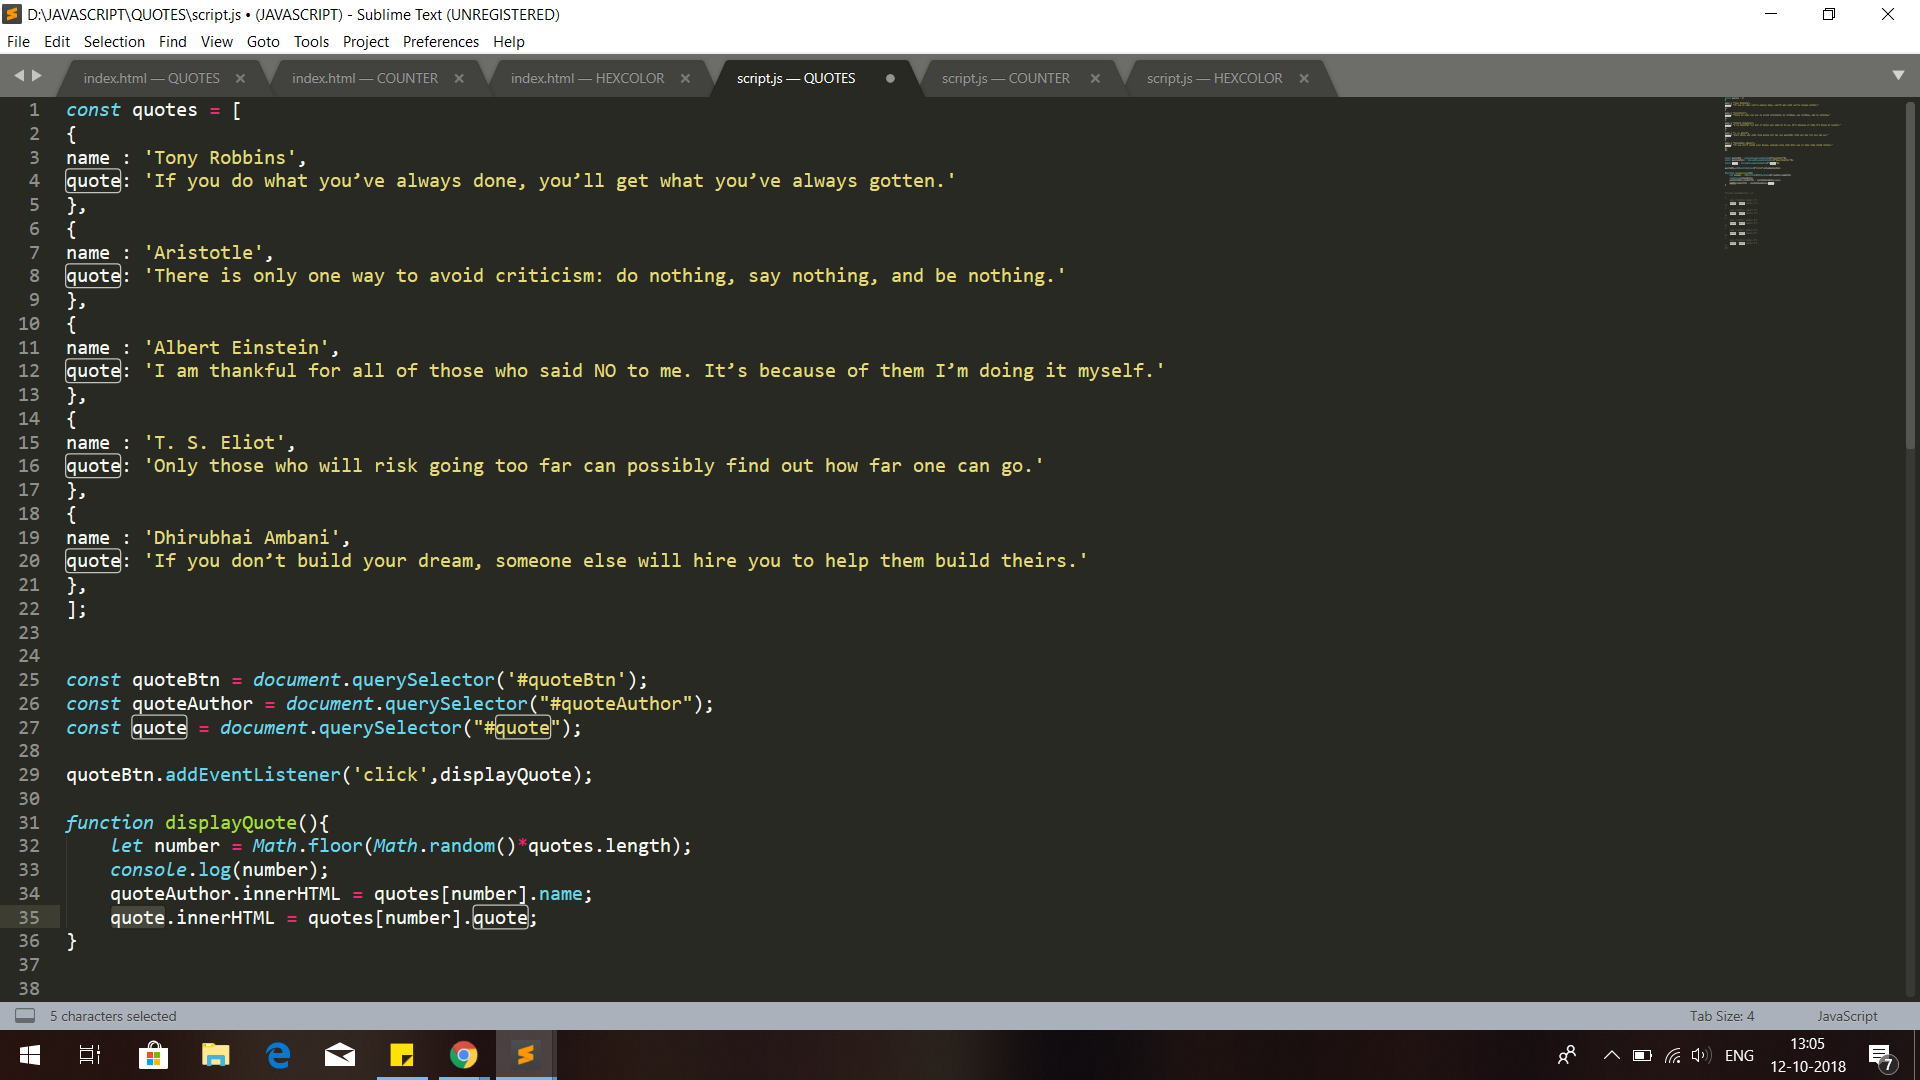 D:\JAVASCRIPT\QUOTES\script.js • (JAVASCRIPT) - Sublime Text (UNREGISTERED)
File Edit Selection Find View Goto Tools Project Preferences Help
index.html — QUOTES index.html — COUNTER index.html — HEXCOLOR script.js — QUOTES script.js — COUNTER script.js — HEXCOLOR
1 const quotes = [
2 {
3 name : 'Tony Robbins',
4 quote: 'If you do what you’ve always done, you’ll get what you’ve always gotten.'
5 },
6 {
7 name : 'Aristotle',
8 quote: 'There is only one way to avoid criticism: do nothing, say nothing, and be nothing.'
9 },
10 {
11 name : 'Albert Einstein',
12 quote: 'I am thankful for all of those who said NO to me. It’s because of them I’m doing it myself.'
13 },
14 {
15 name : 'T. S. Eliot',
16 quote: 'Only those who will risk going too far can possibly find out how far one can go.'
17 },
18 {
19 name : 'Dhirubhai Ambani',
20 quote: 'If you don’t build your dream, someone else will hire you to help them build theirs.'
21 },
22 ];
23
24
25 const quoteBtn = document.querySelector('#quoteBtn');
26 const quoteAuthor = document.querySelector("#quoteAuthor");
27 const quote = document.querySelector("#quote");
28
29 quoteBtn.addEventListener('click',displayQuote);
30
31 function displayQuote(){
32 let number = Math.floor(Math.random()*quotes.length);
33 console.log(number);
34 quoteAuthor.innerHTML = quotes[number].name;
35 quote.innerHTML = quotes[number].quote;
36 }
37
38
5 characters selected Tab Size: 4 JavaScript
ENG 13:05
12-10-2018
7